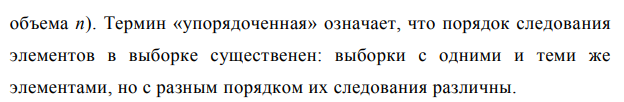 объема n). Термин «упорядоченная» означает, что порядок следования
элементов в выборке существенен: выборки с одними и теми же
элементами, но с разным порядком их следования различны.